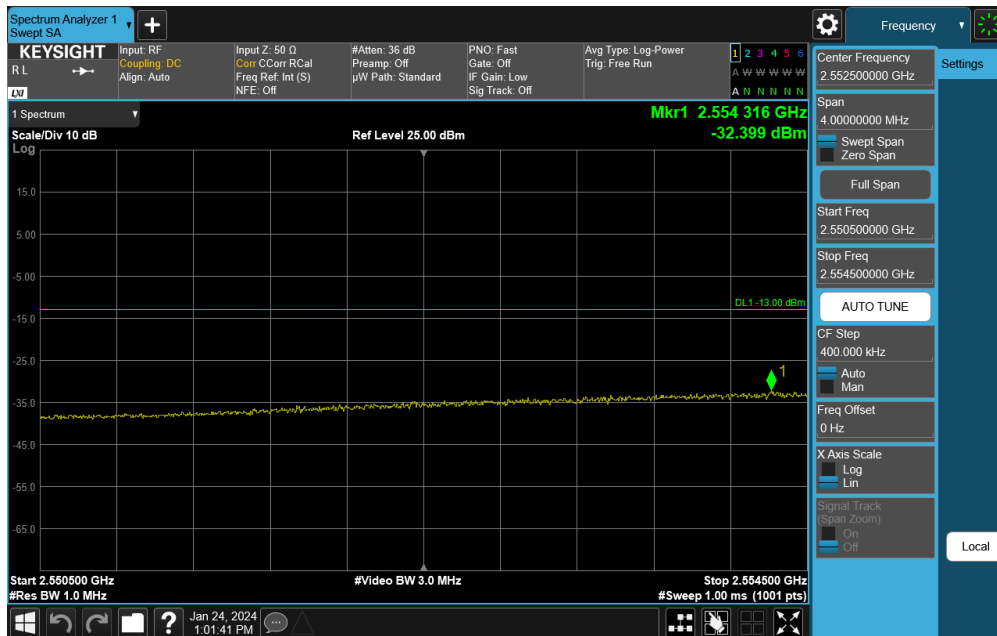 Spectrum Analyzer 1
Swept SA
+
Frequency
KEYSIGHT
R L
LXI
Input: RF
Coupling: DC
Align: Auto
Input Z: 50 Ω
Corr CCorr RCal
Freq Ref: Int (S)
NFE: Off
#Atten: 36 dB
Preamp: Off
µW Path: Standard
PNO: Fast
Gate: Off
IF Gain: Low
Sig Track: Off
Avg Type: Log-Power
Trig: Free Run
1 2 3 4 5 6
A W W W W W
A N N N N N
1 Spectrum
Scale/Div 10 dB
Log
Ref Level 25.00 dBm
Mkr1 2.554 316 GHz
-32.399 dBm
15.0
5.00
-5.00
-15.0
-25.0
-35.0
-45.0
-55.0
-65.0
DL1 -13.00 dBm
1
Start 2.550500 GHz
#Res BW 1.0 MHz
#Video BW 3.0 MHz
Stop 2.554500 GHz
#Sweep 1.00 ms (1001 pts)
Center Frequency
2.552500000 GHz
Settings
Span
4.00000000 MHz
Swept Span
Zero Span
Full Span
Start Freq
2.550500000 GHz
Stop Freq
2.554500000 GHz
AUTO TUNE
CF Step
400.000 kHz
Auto
Man
Freq Offset
0 Hz
X Axis Scale
Log
Lin
Signal Track
(Span Zoom)
On
Off
Local
?
Jan 24, 2024
1:01:41 PM